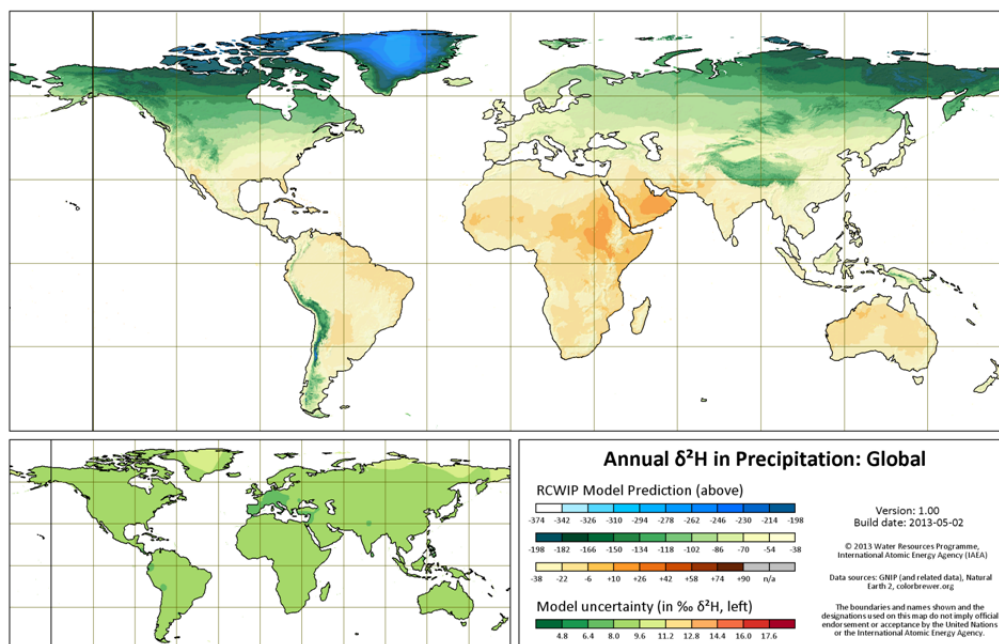 Annual δ²H in Precipitation: Global
RCWIP Model Prediction (above)
-374 -342 -326 -310 -294 -278 -262 -246 -230 -214 -198
-198 -182 -166 -150 -134 -118 -102 -86 -70 -54 -38
-38 -22 -6 +10 +26 +42 +58 +74 +90 n/a
Model uncertainty (in ‰ δ²H, left)
4.8 6.4 8.0 9.6 11.2 12.8 14.4 16.0 17.6
Version: 1.00
Build date: 2013-05-02
© 2013 Water Resources Programme,
International Atomic Energy Agency (IAEA)
Data sources: GNIP (and related data), Natural
Earth 2, colorbrewer.org
The boundaries and names shown and the
designations used on this map do not imply official
endorsement or acceptance by the United Nations
or the International Atomic Energy Agency.